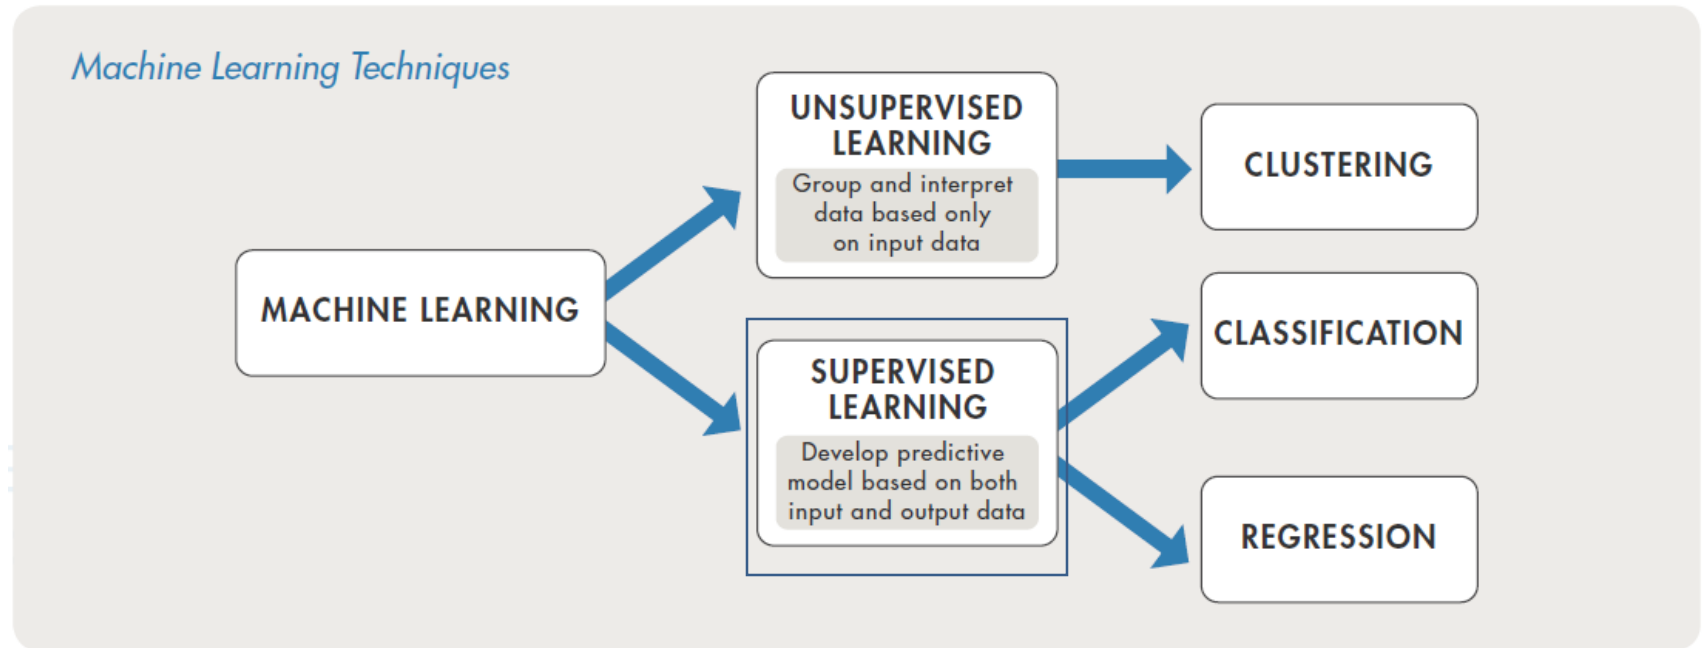 Machine Learning Techniques
UNSUPERVISED
LEARNING
Group and interpret
data based only
on input data
CLUSTERING
MACHINE LEARNING
CLASSIFICATION
SUPERVISED
LEARNING
Develop predictive
model based on both
input and output data
REGRESSION